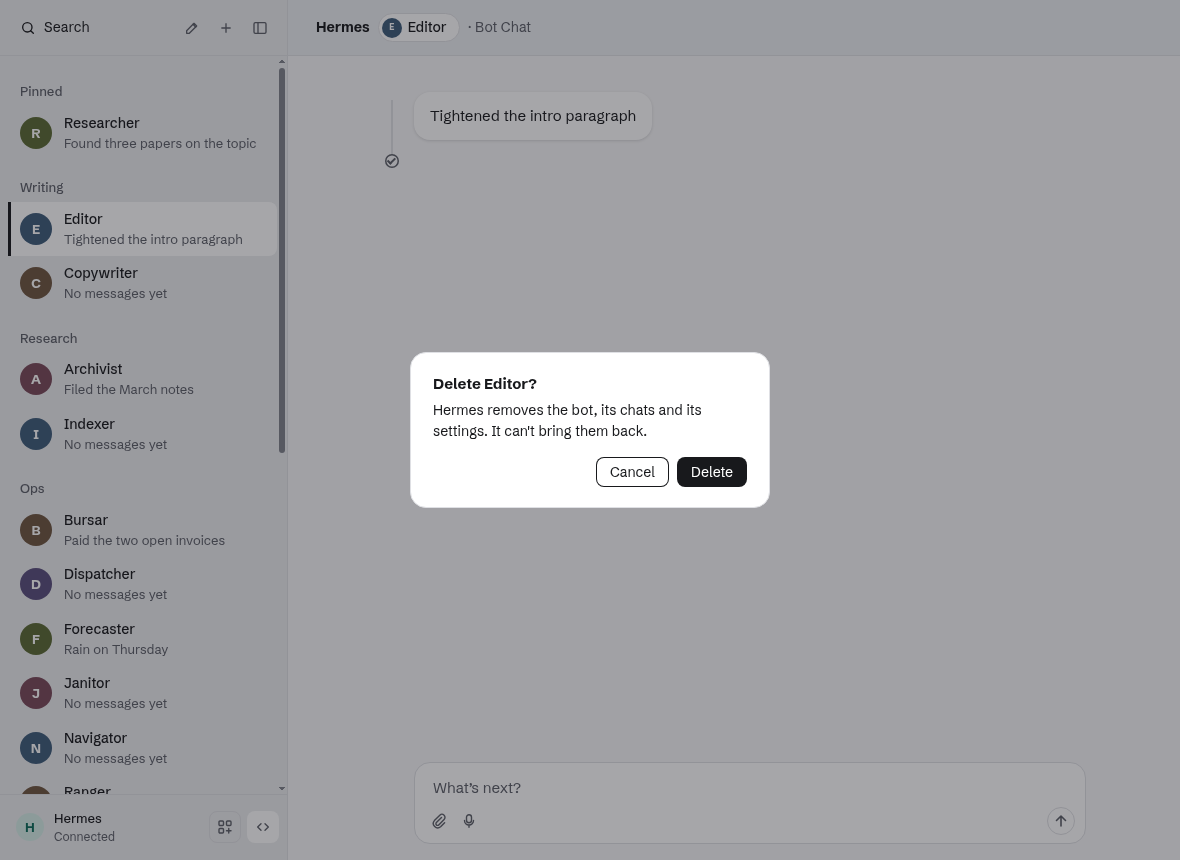 Search
Hermes
E
Editor
· Bot Chat
Pinned
R
Researcher
Found three papers on the topic
Writing
E
Editor
Tightened the intro paragraph
C
Copywriter
No messages yet
Research
A
Archivist
Filed the March notes
I
Indexer
No messages yet
Ops
B
Bursar
Paid the two open invoices
D
Dispatcher
No messages yet
F
Forecaster
Rain on Thursday
J
Janitor
No messages yet
N
Navigator
No messages yet
Ranger
H
Hermes
Connected
Tightened the intro paragraph
Delete Editor?
Hermes removes the bot, its chats and its
settings. It can't bring them back.
Cancel
Delete
What's next?